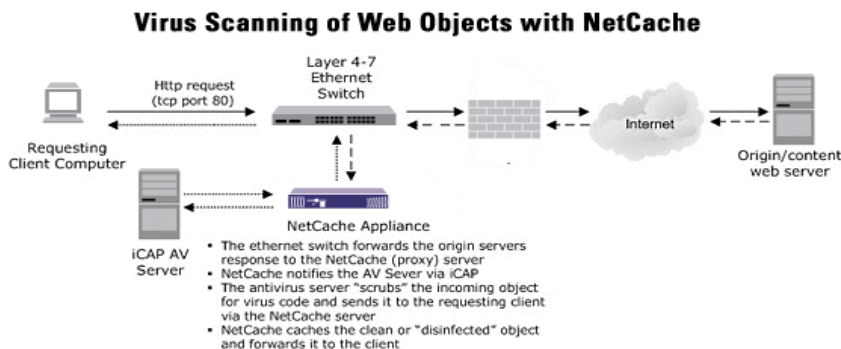 Virus Scanning of Web Objects with NetCache
Layer 4-7
Ethernet
Switch
Http request
(tcp port 80)
Internet
Requesting
Client Computer
Origin/content
web server
NetCache Appliance
iCAP AV
Server
▪ The ethernet switch forwards the origin servers
response to the NetCache (proxy) server
▪ NetCache notifies the AV Sever via iCAP
▪ The antivirus server “scrubs” the incoming object
for virus code and sends it to the requesting client
via the NetCache server
▪ NetCache caches the clean or “disinfected” object
and forwards it to the client